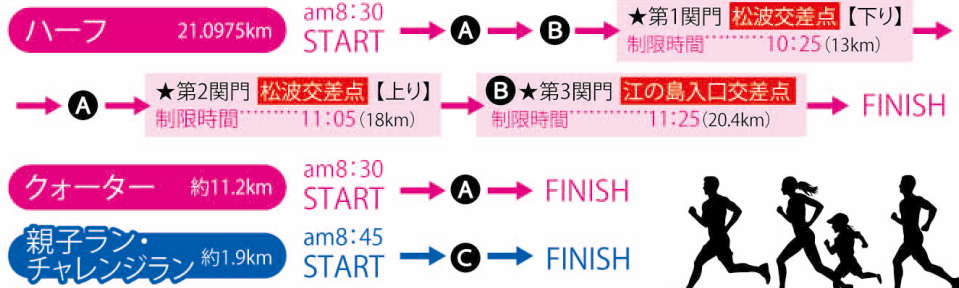 ハーフ 21.0975km am8:30 START → A → B → ★第1関門 松波交差点【下り】 →
制限時間………10:25(13km)
→ A → ★第2関門 松波交差点【上り】 → B ★第3関門 江の島入口交差点 → FINISH
制限時間………11:05(18km) 制限時間…………11:25(20.4km)
クォーター 約11.2km am8:30 START → A → FINISH
親子ラン・
チャレンジラン 約1.9km am8:45 START → C → FINISH